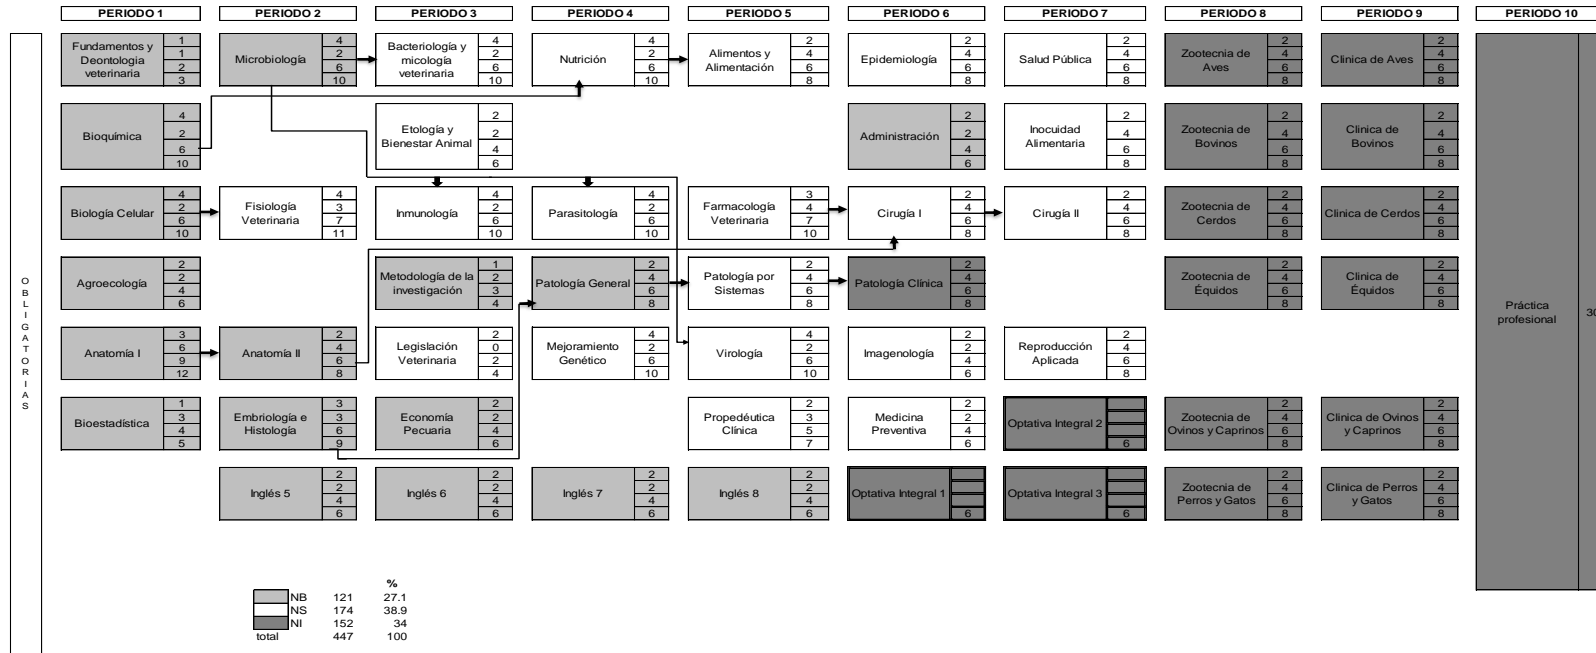 PERIODO 1 PERIODO 2 PERIODO 3 PERIODO 4 PERIODO 5 PERIODO 6 PERIODO 7 PERIODO 8 PERIODO 9 PERIODO 10
OBLIGATORIAS
Fundamentos y
Deontologia
veterinaria
1
1
2
3
Microbiología
4
2
6
10
Bacteriología y
micología
veterinaria
4
2
6
10
Nutrición
4
2
6
10
Alimentos y
Alimentación
2
4
6
8
Epidemiología
2
4
6
8
Salud Pública
2
4
6
8
Zootecnia de
Aves
2
4
6
8
Clinica de Aves
2
4
6
8
Bioquímica
4
2
6
10
Etología y
Bienestar Animal
2
2
4
6
Administración
2
2
4
6
Inocuidad
Alimentaria
2
4
6
8
Zootecnia de
Bovinos
2
4
6
8
Clinica de
Bovinos
2
4
6
8
Biología Celular
4
2
6
10
Fisiología
Veterinaria
4
3
7
11
Inmunología
4
2
6
10
Parasitología
4
2
6
10
Farmacología
Veterinaria
3
4
7
10
Cirugía I
2
4
6
8
Cirugía II
2
4
6
8
Zootecnia de
Cerdos
2
4
6
8
Clinica de Cerdos
2
4
6
8
Agroecología
2
2
4
6
Metodología de la
investigación
1
2
3
4
Patología General
2
4
6
8
Patología por
Sistemas
2
4
6
8
Patología Clínica
2
4
6
8
Zootecnia de
Équidos
2
4
6
8
Clinica de
Équidos
2
4
6
8
Práctica
profesional
30
Anatomía I
3
6
9
12
Anatomía II
2
4
6
8
Legislación
Veterinaria
2
0
2
4
Mejoramiento
Genético
4
2
6
10
Virología
4
2
6
10
Imagenología
2
2
4
6
Reproducción
Aplicada
2
4
6
8
Bioestadística
1
3
4
5
Embriología e
Histología
3
3
6
9
Economía
Pecuaria
2
2
4
6
Propedéutica
Clínica
2
3
5
7
Medicina
Preventiva
2
2
4
6
Optativa Integral 2
6
Zootecnia de
Ovinos y Caprinos
2
4
6
8
Clinica de Ovinos
y Caprinos
2
4
6
8
Inglés 5
2
2
4
6
Inglés 6
2
2
4
6
Inglés 7
2
2
4
6
Inglés 8
2
2
4
6
Optativa Integral 1
6
Optativa Integral 3
6
Zootecnia de
Perros y Gatos
2
4
6
8
Clinica de Perros
y Gatos
2
4
6
8
%
NB 121 27.1
NS 174 38.9
NI 152 34
total 447 100